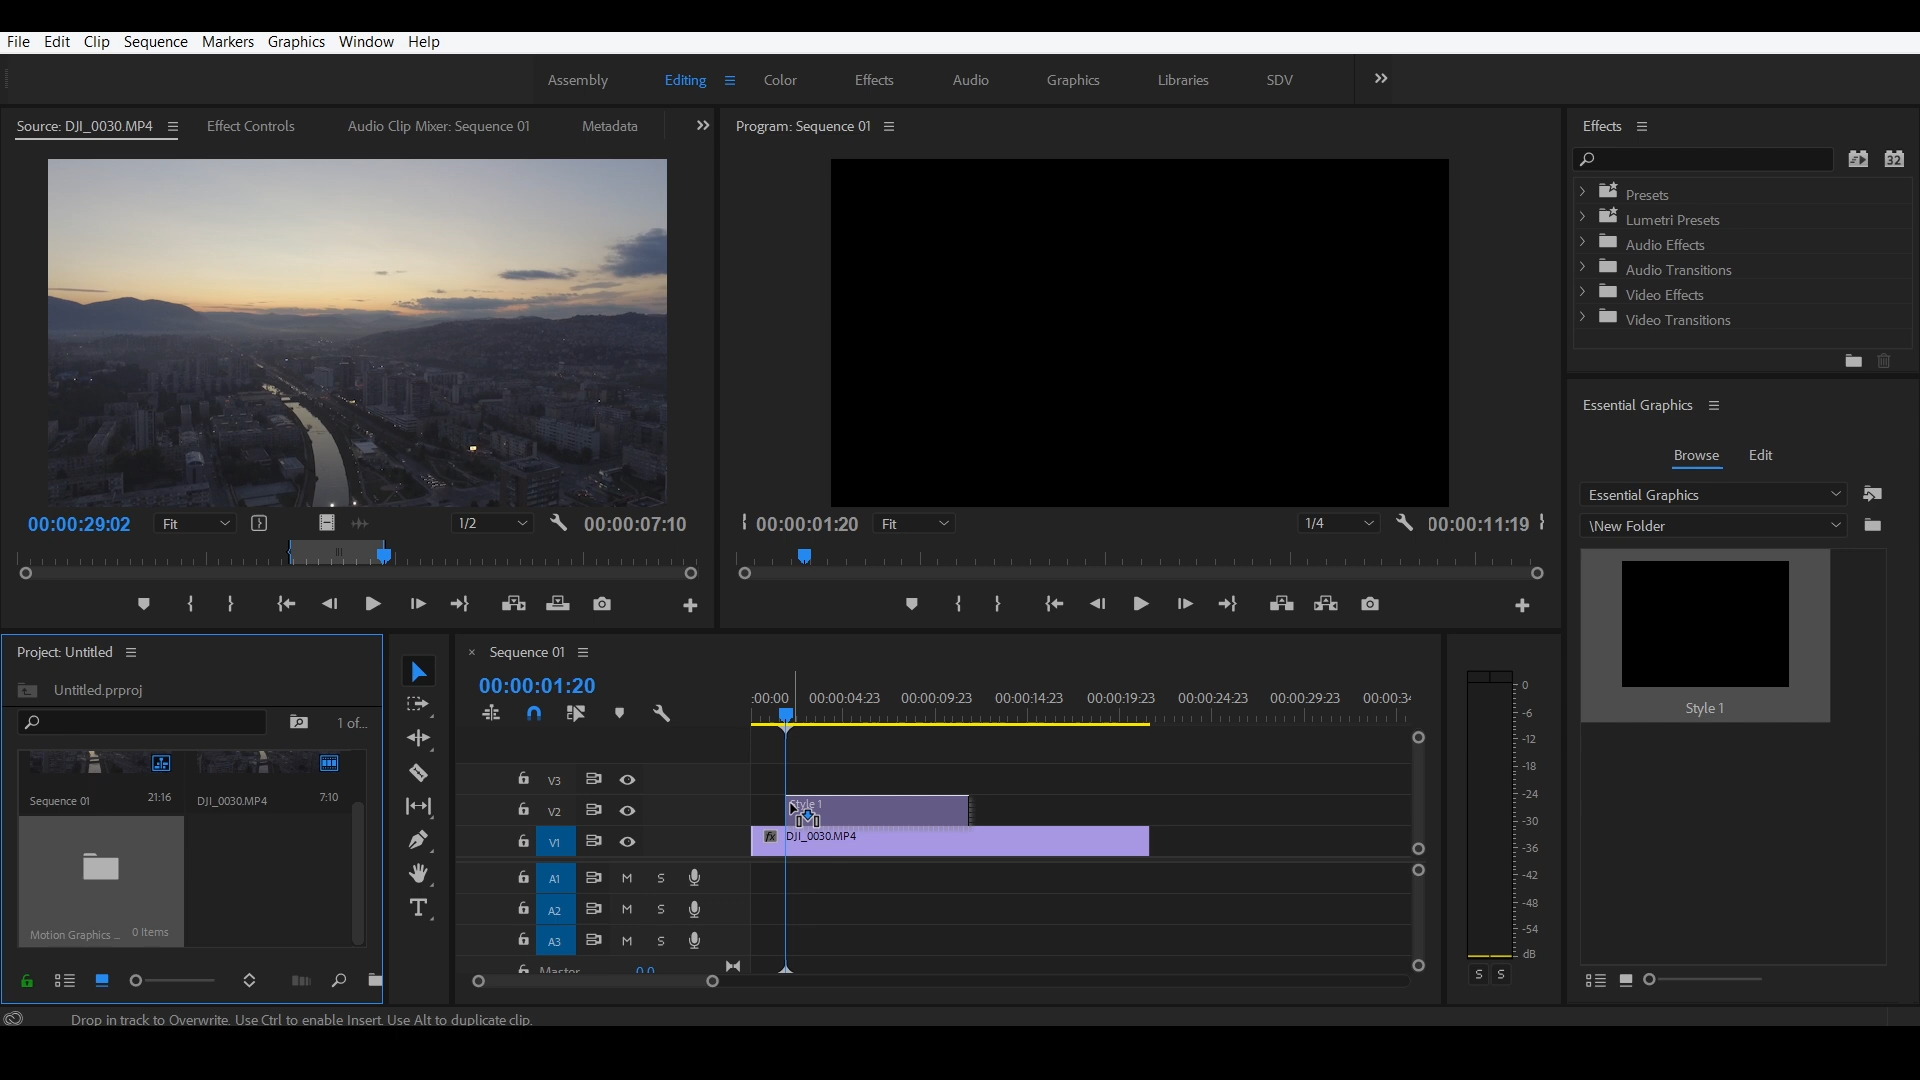 File Edit Clip Sequence Markers Graphics Window Help
Assembly Editing Color Effects Audio Graphics Libraries SDV
Source: DJI_0030.MP4 Effect Controls Audio Clip Mixer: Sequence 01 Metadata
Program: Sequence 01
Effects
32
Presets
Lumetri Presets
Audio Effects
Audio Transitions
Video Effects
Video Transitions
00:00:29:02 Fit 1/2 00:00:07:10
00:00:01:20 Fit 1/4 00:00:11:19
Essential Graphics
Browse Edit
Essential Graphics
\New Folder
Style 1
Project: Untitled
Untitled.prproj
1 of...
Sequence 01 21:16
DJI_0030.MP4 7:10
Motion Graphics ... 0 Items
Sequence 01
00:00:01:20
:00:00 00:00:04:23 00:00:09:23 00:00:14:23 00:00:19:23 00:00:24:23 00:00:29:23 00:00:34
V3
V2 Style 1
V1 fx DJI_0030.MP4
A1 M S
A2 M S
A3 M S
Master 0.0
0
-6
-12
-18
-24
-30
-36
-42
-48
-54
dB
S S
Drop in track to Overwrite. Use Ctrl to enable Insert. Use Alt to duplicate clip.